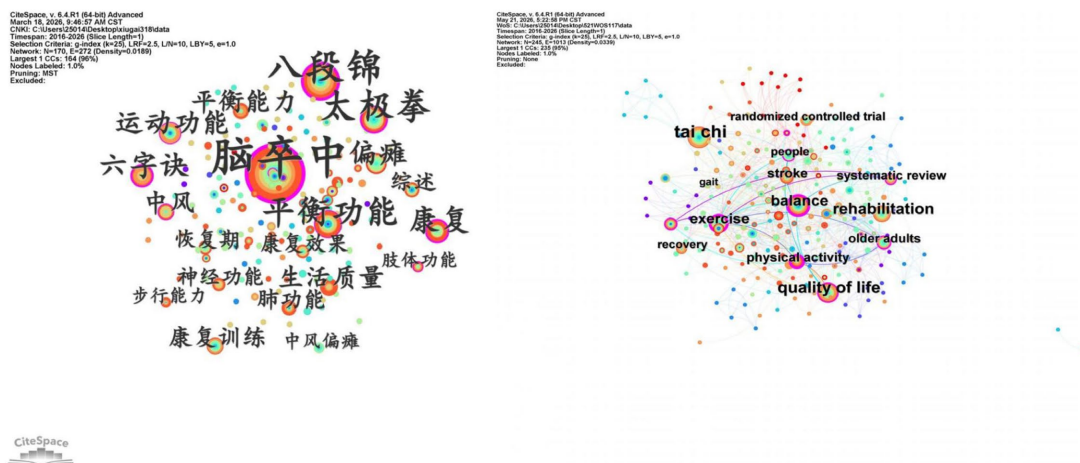 CiteSpace, v. 6.4.R1 (64-bit) Advanced
March 18, 2026, 9:46:57 AM CST
CNKI: C:\Users\25014\Desktop\xiugai318\data
Timespan: 2016-2026 (Slice Length=1)
Selection Criteria: g-index (k=25), LRF=2.5, L/N=10, LBY=5, e=1.0
Network: N=170, E=272 (Density=0.0189)
Largest 1 CCs: 164 (96%)
Nodes Labeled: 1.0%
Pruning: MST
Excluded:
八段锦
平衡能力
太极拳
运动功能
脑卒中
偏瘫
六字诀
综述
中风
平衡功能
康复
恢复期
康复效果
肢体功能
神经功能
生活质量
步行能力
肺功能
康复训练
中风偏瘫
CiteSpace
CiteSpace, v. 6.4.R1 (64-bit) Advanced
May 21, 2026, 5:22:58 PM CST
WoS: C:\Users\25014\Desktop\521WOS117\data
Timespan: 2016-2026 (Slice Length=1)
Selection Criteria: g-index (k=25), LRF=2.5, L/N=10, LBY=5, e=1.0
Network: N=245, E=1013 (Density=0.0339)
Largest 1 CCs: 235 (95%)
Nodes Labeled: 1.0%
Pruning: None
Excluded:
randomized controlled trial
tai chi
people
stroke
systematic review
gait
balance
rehabilitation
exercise
older adults
recovery
physical activity
quality of life